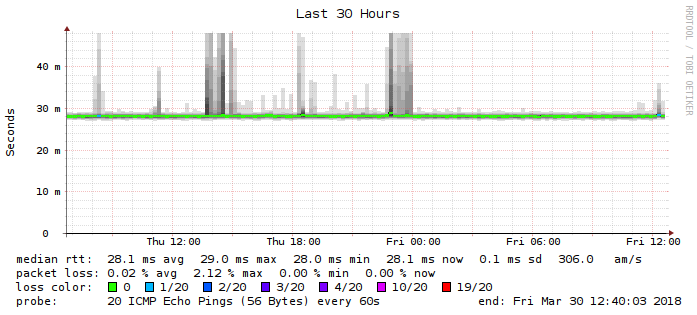 Last 30 Hours
RRDTOOL / TOBI OETIKER
Seconds
40 m
30 m
20 m
10 m
0
Thu 12:00 Thu 18:00 Fri 00:00 Fri 06:00 Fri 12:00
median rtt: 28.1 ms avg 29.0 ms max 28.0 ms min 28.1 ms now 0.1 ms sd 306.0 am/s
packet loss: 0.02 % avg 2.12 % max 0.00 % min 0.00 % now
loss color: 0 1/20 2/20 3/20 4/20 10/20 19/20
probe: 20 ICMP Echo Pings (56 Bytes) every 60s end: Fri Mar 30 12:40:03 2018